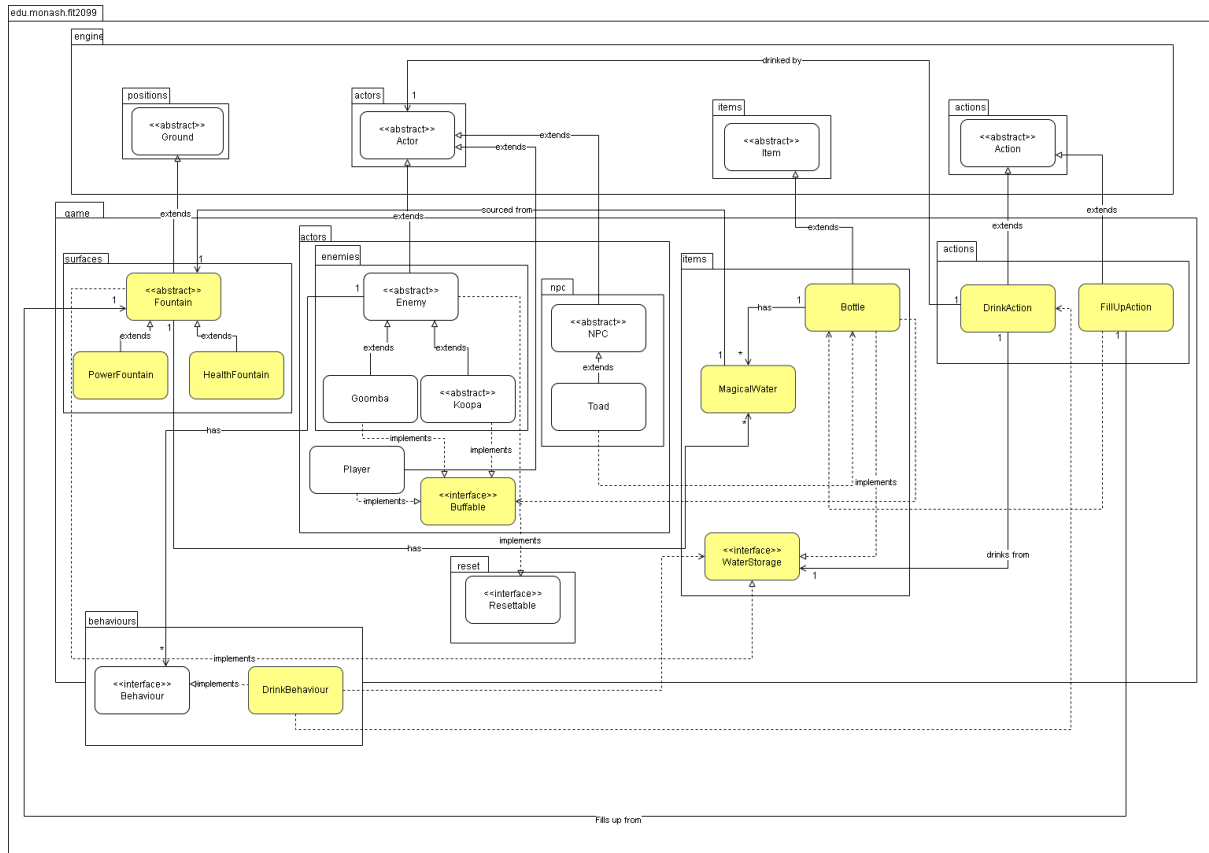 edu.monash.fit2099
engine
drinked by
positions
actors
1
items
actions
<<abstract>>
Ground
<<abstract>>
Actor
<<abstract>>
Item
<<abstract>>
Action
extends
extends
game
extends
sourced from
extends
extends
extends
extends
actors
actions
surfaces
enemies
items
npc
1
<<abstract>>
Fountain
1
1
<<abstract>>
Enemy
<<abstract>>
NPC
has
1
Bottle
1
DrinkAction
FillUpAction
1
extends
extends
extends
extends
extends
1
1
*
1
PowerFountain
HealthFountain
Goomba
<<abstract>>
Koopa
Toad
MagicalWater
*
has
implements
implements
Player
implements
<<interface>>
Buffable
implements
has
implements
<<interface>>
WaterStorage
drinks from
1
reset
<<interface>>
Resettable
behaviours
*
implements
<<interface>>
Behaviour
implements
DrinkBehaviour
Fills up from